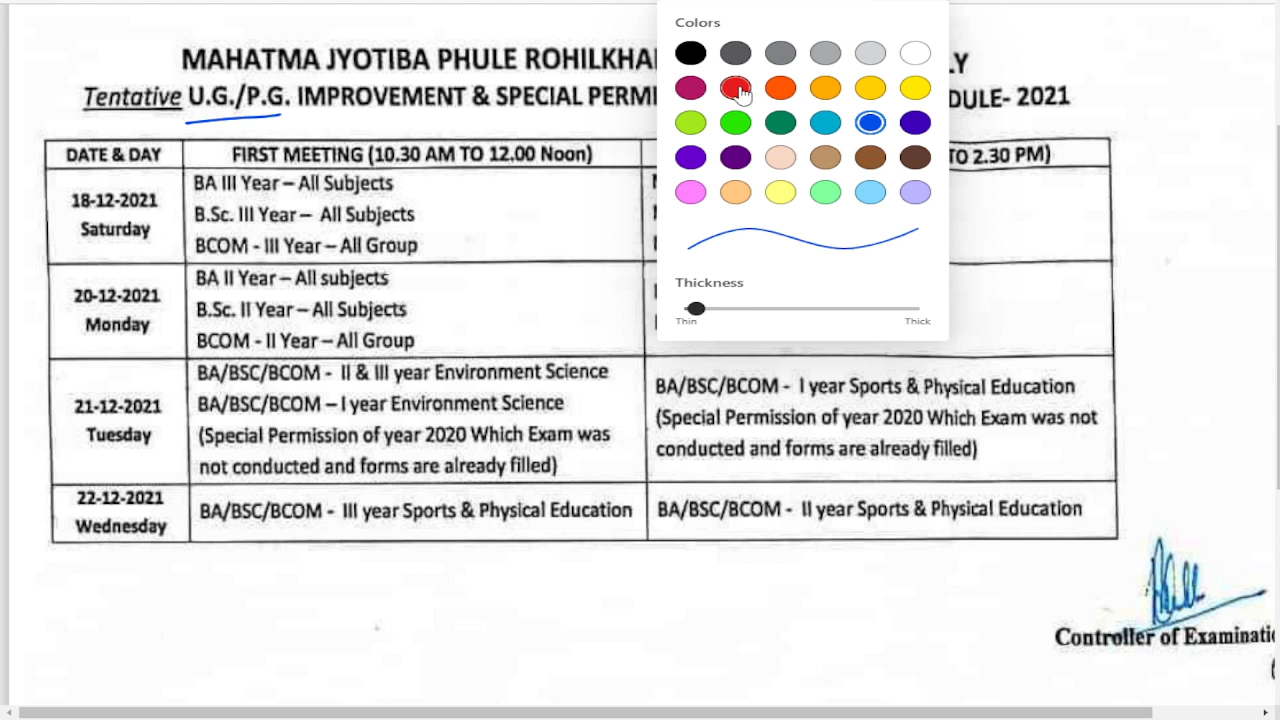 MAHATMA JYOTIBA PHULE ROHILKHA LY
Tentative U.G./P.G. IMPROVEMENT & SPECIAL PERM DULE- 2021
DATE & DAY
FIRST MEETING (10.30 AM TO 12.00 Noon)
TO 2.30 PM)
18-12-2021
Saturday
BA III Year – All Subjects
B.Sc. III Year – All Subjects
BCOM - III Year – All Group
20-12-2021
Monday
BA II Year – All subjects
B.Sc. II Year – All Subjects
BCOM - II Year – All Group
21-12-2021
Tuesday
BA/BSC/BCOM - II & III year Environment Science
BA/BSC/BCOM – I year Environment Science
(Special Permission of year 2020 Which Exam was
not conducted and forms are already filled)
BA/BSC/BCOM - I year Sports & Physical Education
(Special Permission of year 2020 Which Exam was not
conducted and forms are already filled)
22-12-2021
Wednesday
BA/BSC/BCOM - III year Sports & Physical Education
BA/BSC/BCOM - II year Sports & Physical Education
Controller of Examinati
Colors
Thickness
Thin
Thick